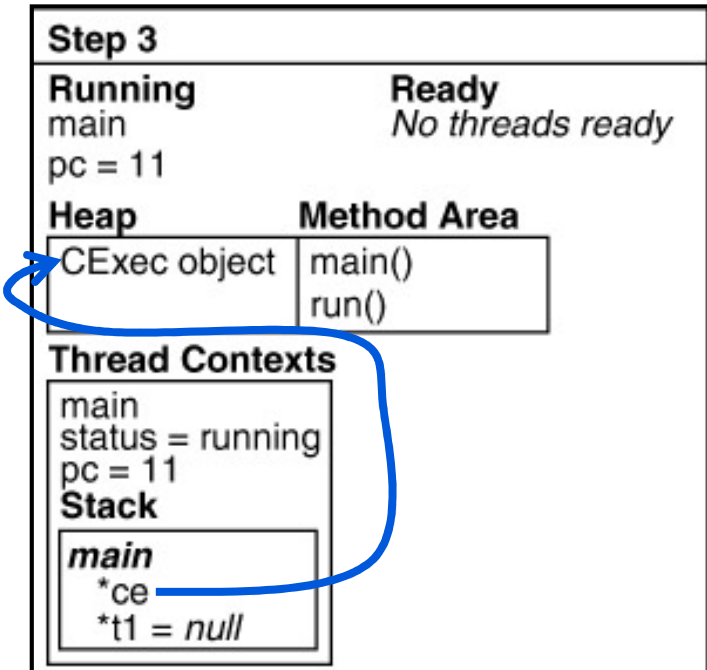 Step 3
Running Ready
main No threads ready
pc = 11
Heap Method Area
CExec object main()
run()
Thread Contexts
main
status = running
pc = 11
Stack
main
*ce
*t1 = null